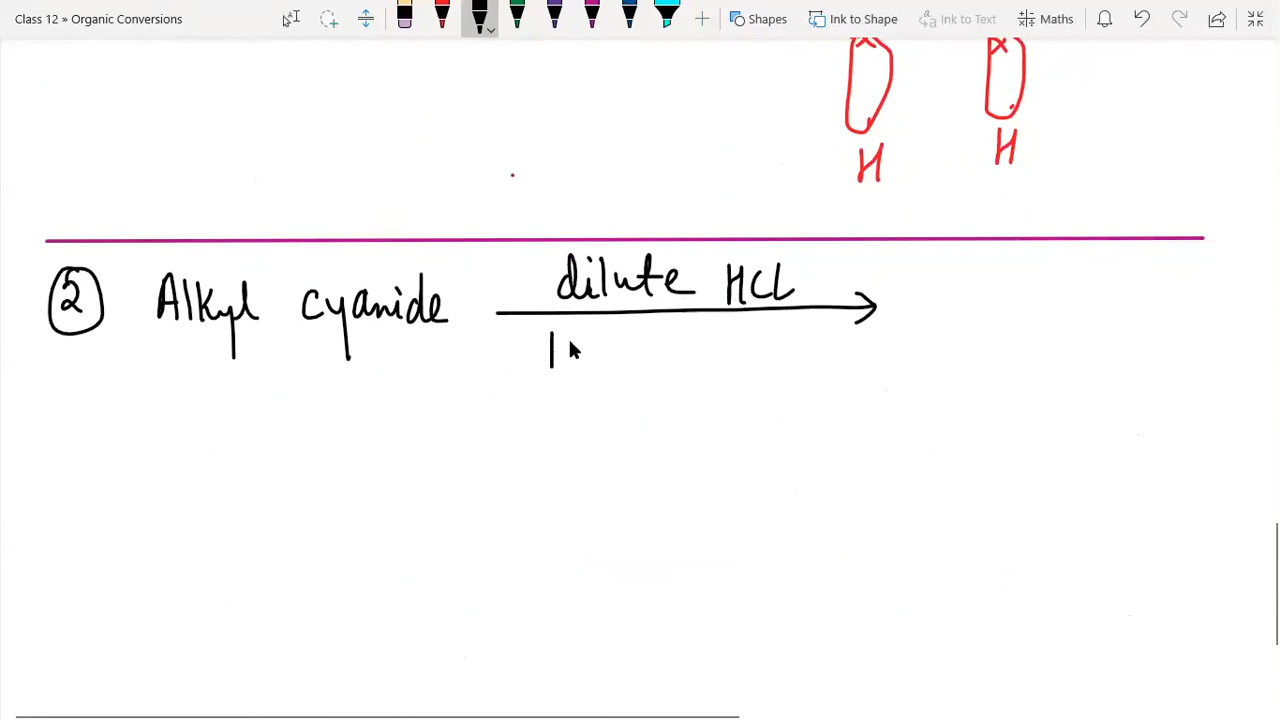 Class 12 » Organic Conversions
Shapes
Ink to Shape
Ink to Text
Maths
H H
② Alkyl cyanide dilute HCl